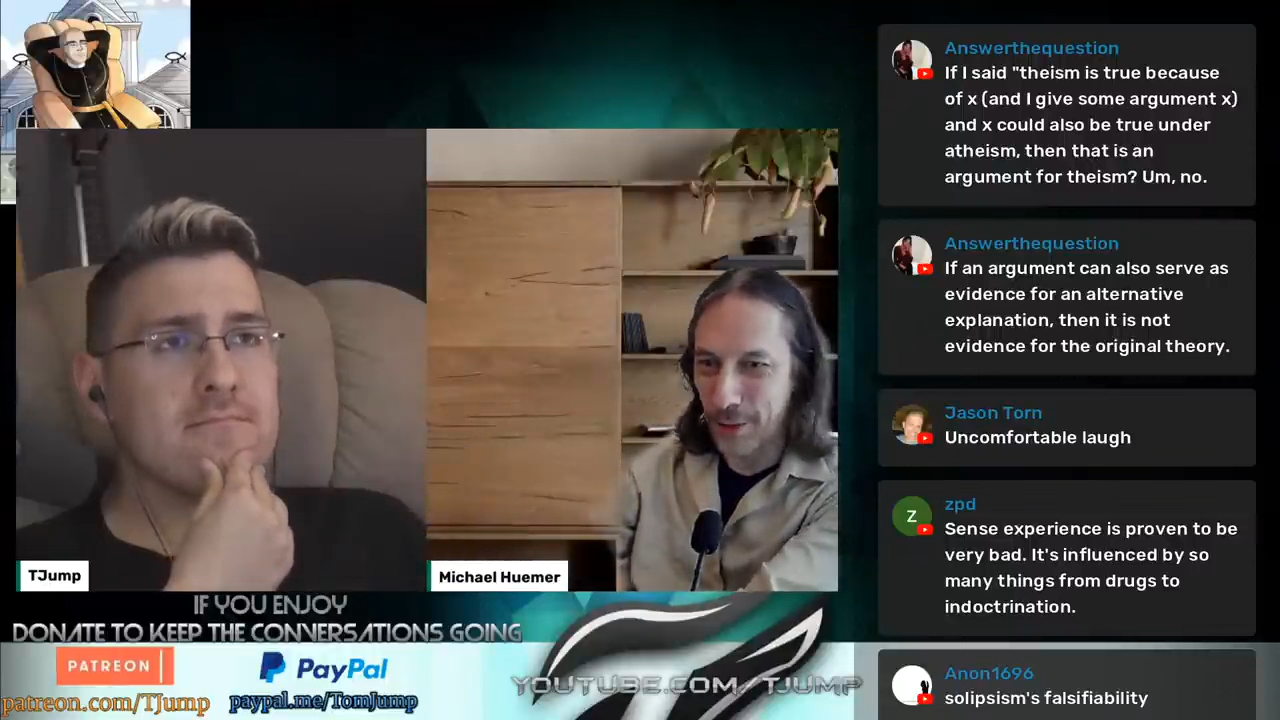 Answerthequestion
If I said "theism is true because
of x (and I give some argument x)
and x could also be true under
atheism, then that is an
argument for theism? Um, no.
Answerthequestion
If an argument can also serve as
evidence for an alternative
explanation, then it is not
evidence for the original theory.
Jason Torn
Uncomfortable laugh
Z
zpd
Sense experience is proven to be
very bad. It's influenced by so
many things from drugs to
indoctrination.
Anon1696
solipsism's falsifiability
TJump
Michael Huemer
IF YOU ENJOY
DONATE TO KEEP THE CONVERSATIONS GOING
PATREON
PayPal
patreon.com/TJump
paypal.me/TomJump
YOUTUBE.COM/TJUMP